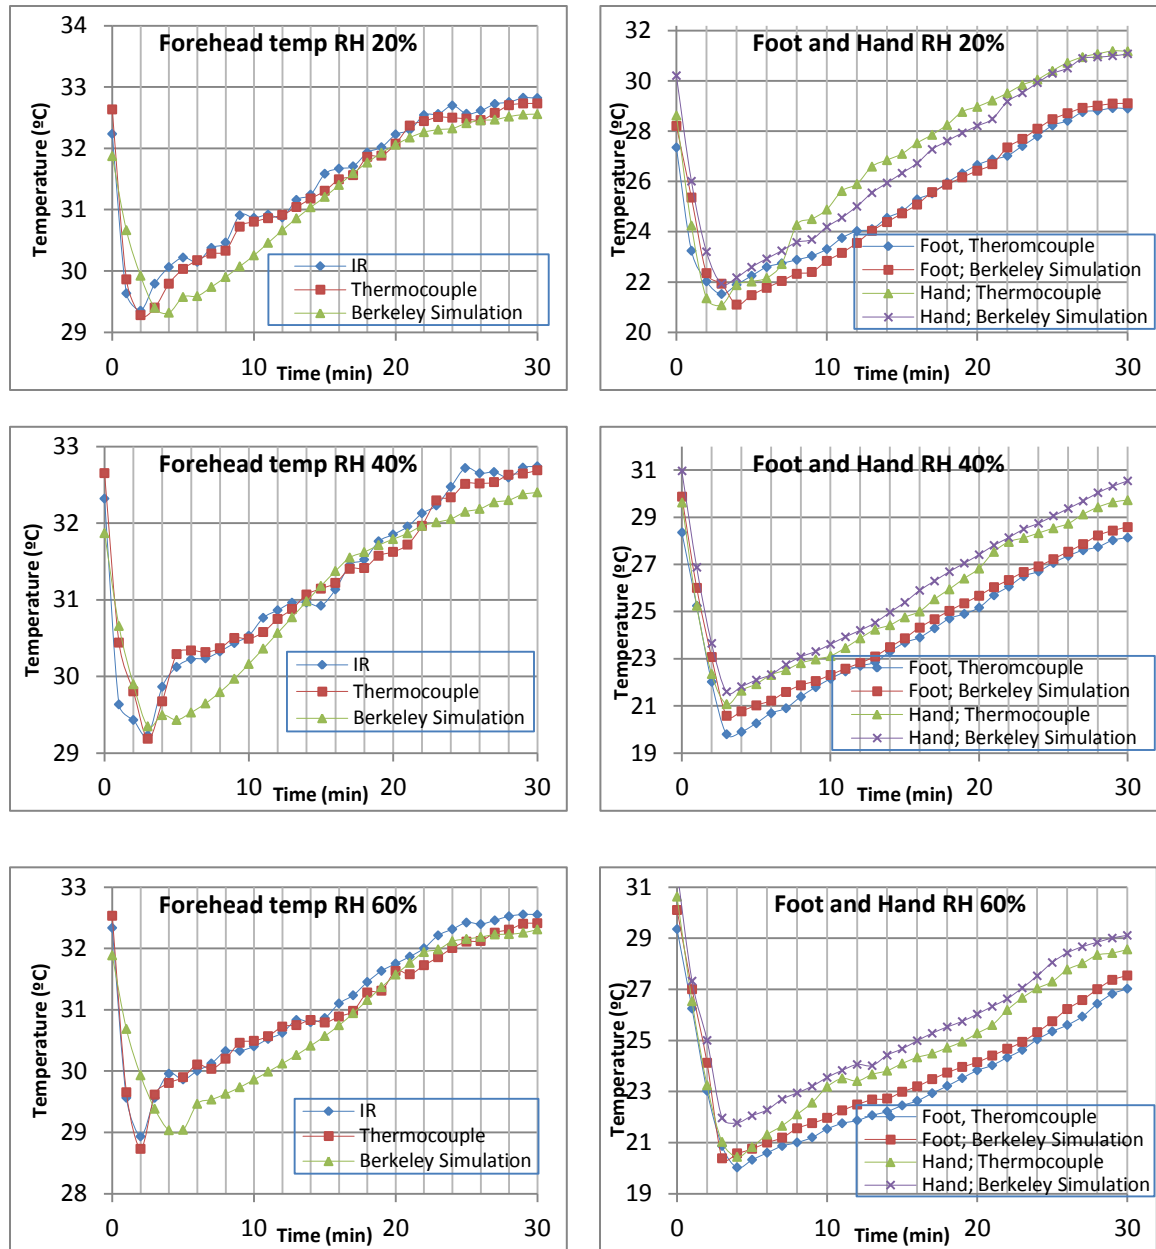 Forehead temp RH 20%
Temperature (ºC)
34
33
32
31
30
29
0
10
20
30
Time (min)
IR
Thermocouple
Berkeley Simulation
Foot and Hand RH 20%
Temperature (ºC)
32
30
28
26
24
22
20
0
10
20
30
Time (min)
Foot, Theromcouple
Foot; Berkeley Simulation
Hand; Thermocouple
Hand; Berkeley Simulation
Forehead temp RH 40%
Temperature (ºC)
33
32
31
30
29
0
10
20
30
Time (min)
IR
Thermocouple
Berkeley Simulation
Foot and Hand RH 40%
Temperature (ºC)
31
29
27
25
23
21
19
0
10
20
30
Time (min)
Foot, Theromcouple
Foot; Berkeley Simulation
Hand; Thermocouple
Hand; Berkeley Simulation
Forehead temp RH 60%
Temperature (ºC)
33
32
31
30
29
28
0
10
20
30
Time (min)
IR
Thermocouple
Berkeley Simulation
Foot and Hand RH 60%
Temperature (ºC)
31
29
27
25
23
21
19
0
10
20
30
Time (min)
Foot, Theromcouple
Foot; Berkeley Simulation
Hand; Thermocouple
Hand; Berkeley Simulation